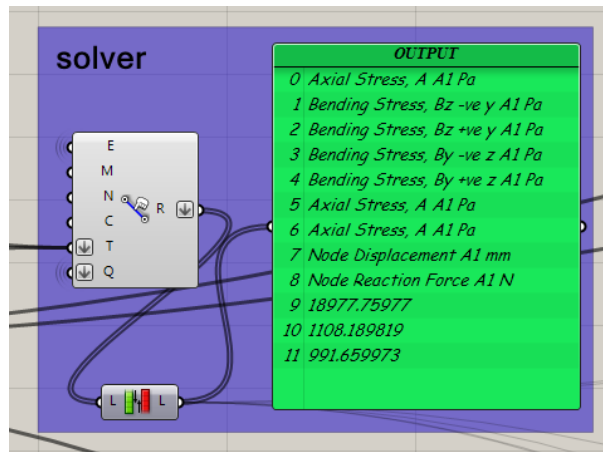 solver
E
M
N
C
T
Q
R
L L
OUTPUT
0 Axial Stress, A A1 Pa
1 Bending Stress, Bz -ve y A1 Pa
2 Bending Stress, Bz +ve y A1 Pa
3 Bending Stress, By -ve z A1 Pa
4 Bending Stress, By +ve z A1 Pa
5 Axial Stress, A A1 Pa
6 Axial Stress, A A1 Pa
7 Node Displacement A1 mm
8 Node Reaction Force A1 N
9 18977.75977
10 1108.189819
11 991.659973